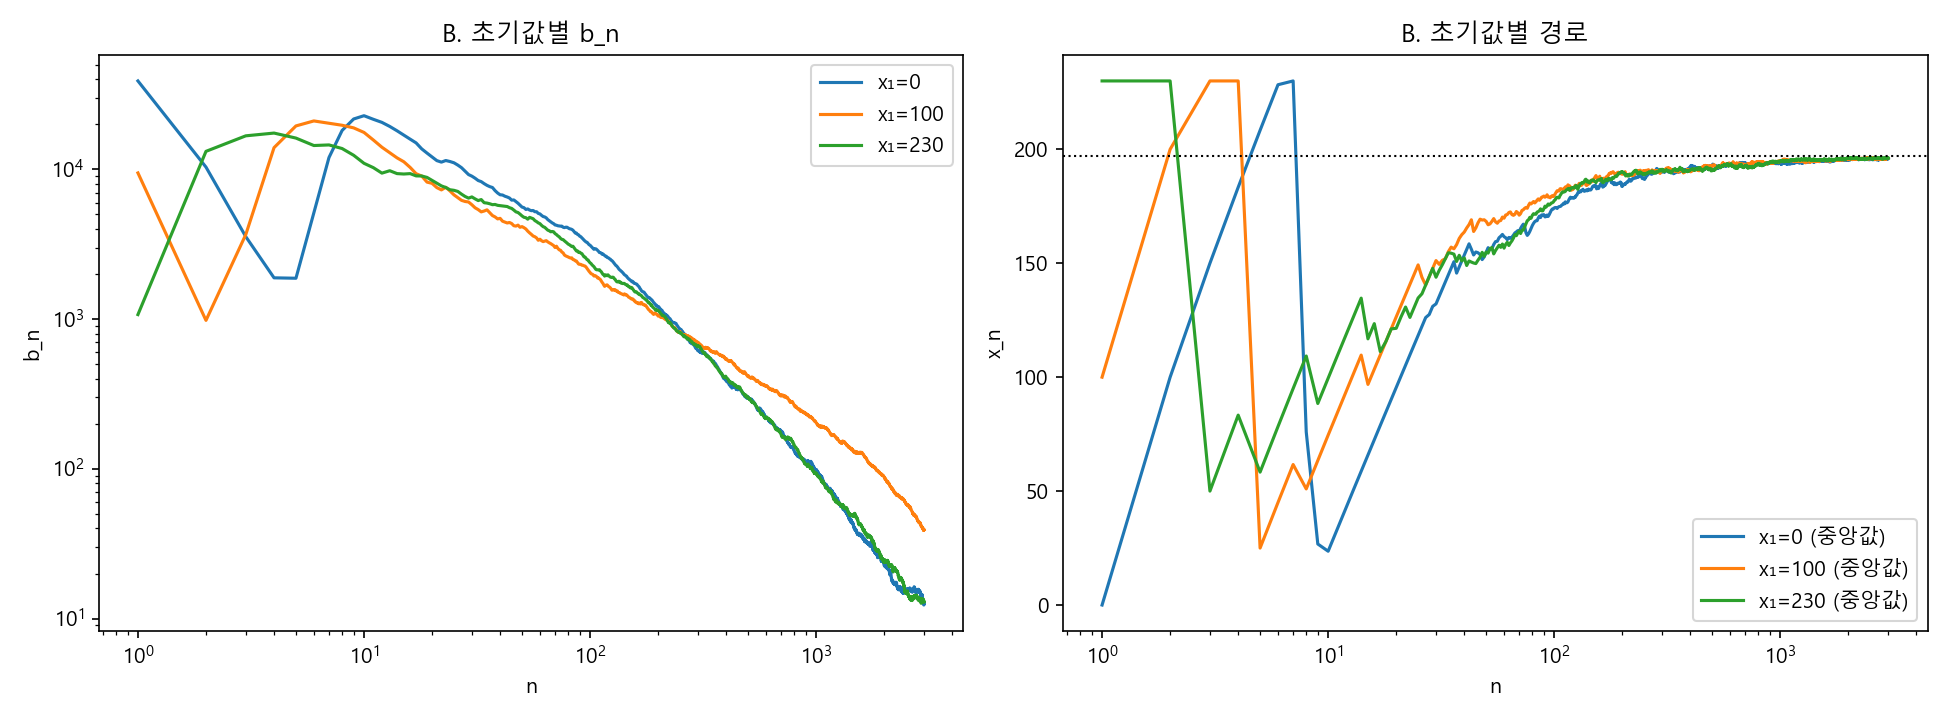 B. 초기값별 b_n
b_n
10⁴
10³
10²
10¹
10⁰
10¹
10²
10³
n
x₁=0
x₁=100
x₁=230
B. 초기값별 경로
x_n
200
150
100
50
0
10⁰
10¹
10²
10³
n
x₁=0 (중앙값)
x₁=100 (중앙값)
x₁=230 (중앙값)